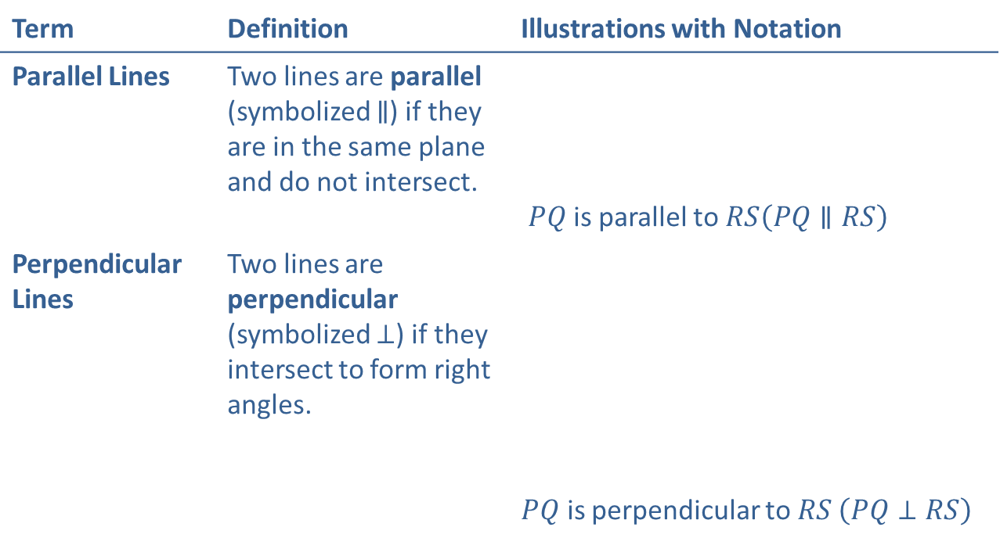 Term Definition Illustrations with Notation
Parallel Lines
Two lines are parallel
(symbolized ∥) if they
are in the same plane
and do not intersect.
PQ is parallel to RS(PQ ∥ RS)
Perpendicular
Lines
Two lines are
perpendicular
(symbolized ⊥) if they
intersect to form right
angles.
PQ is perpendicular to RS (PQ ⊥ RS)